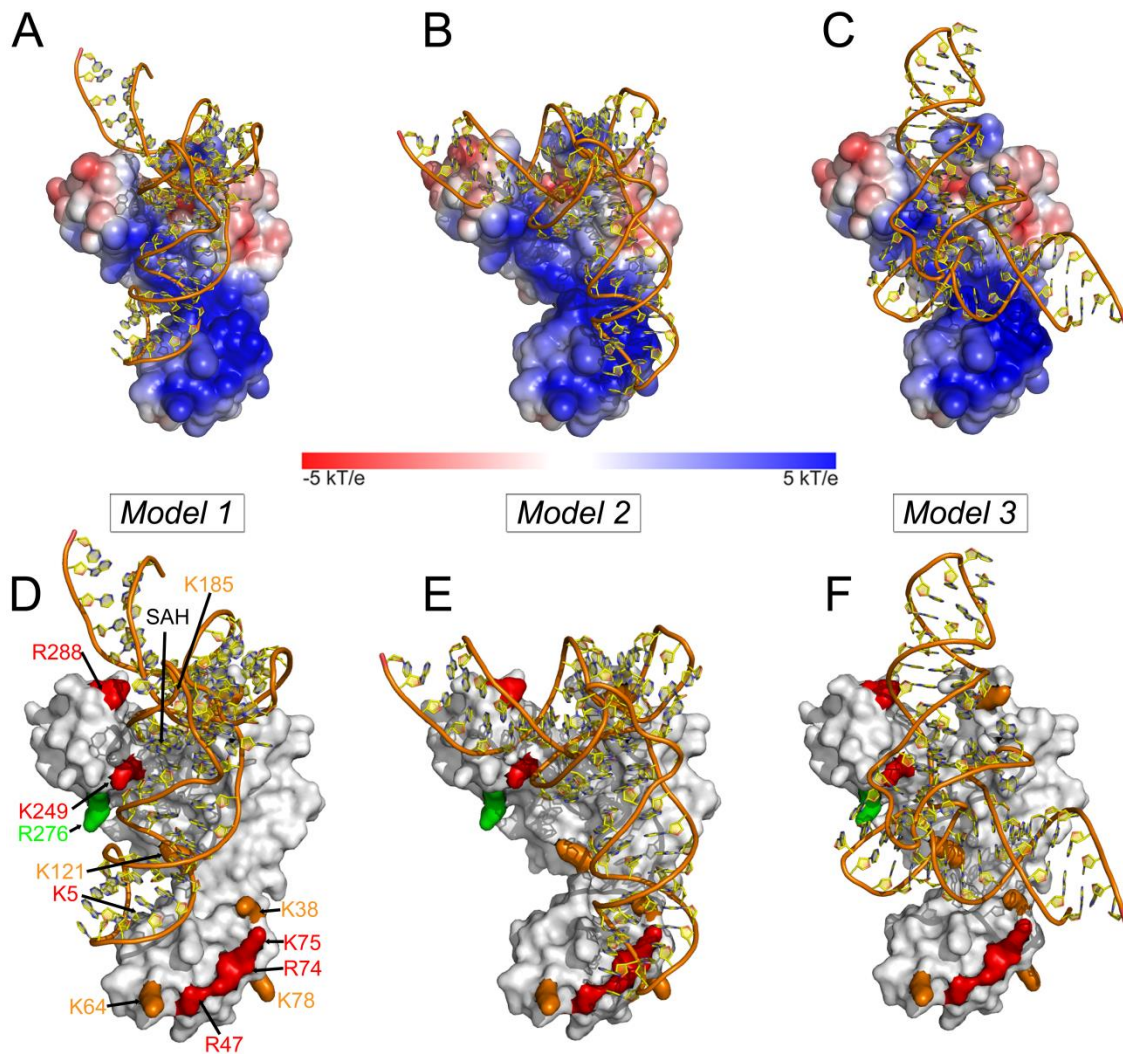 A
B
C
-5 kT/e
5 kT/e
Model 1
Model 2
Model 3
D
E
F
K185
SAH
R288
K249
R276
K121
K5
K38
K75
R74
K64
K78
R47